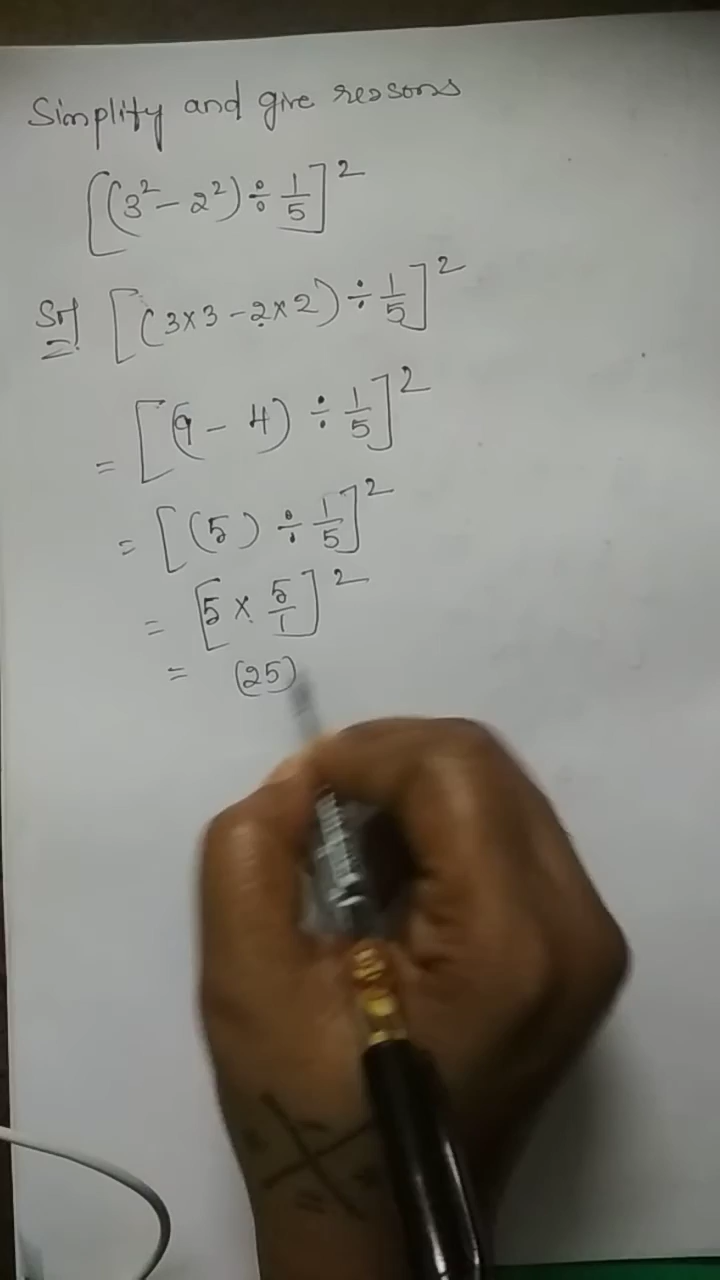 Simplify and give reasons
[(3² - 2²) ÷ 1/5]²
Sol [(3×3 - 2×2) ÷ 1/5]²
= [(9 - 4) ÷ 1/5]²
= [(5) ÷ 1/5]²
= [5 × 5/1]²
= (25)